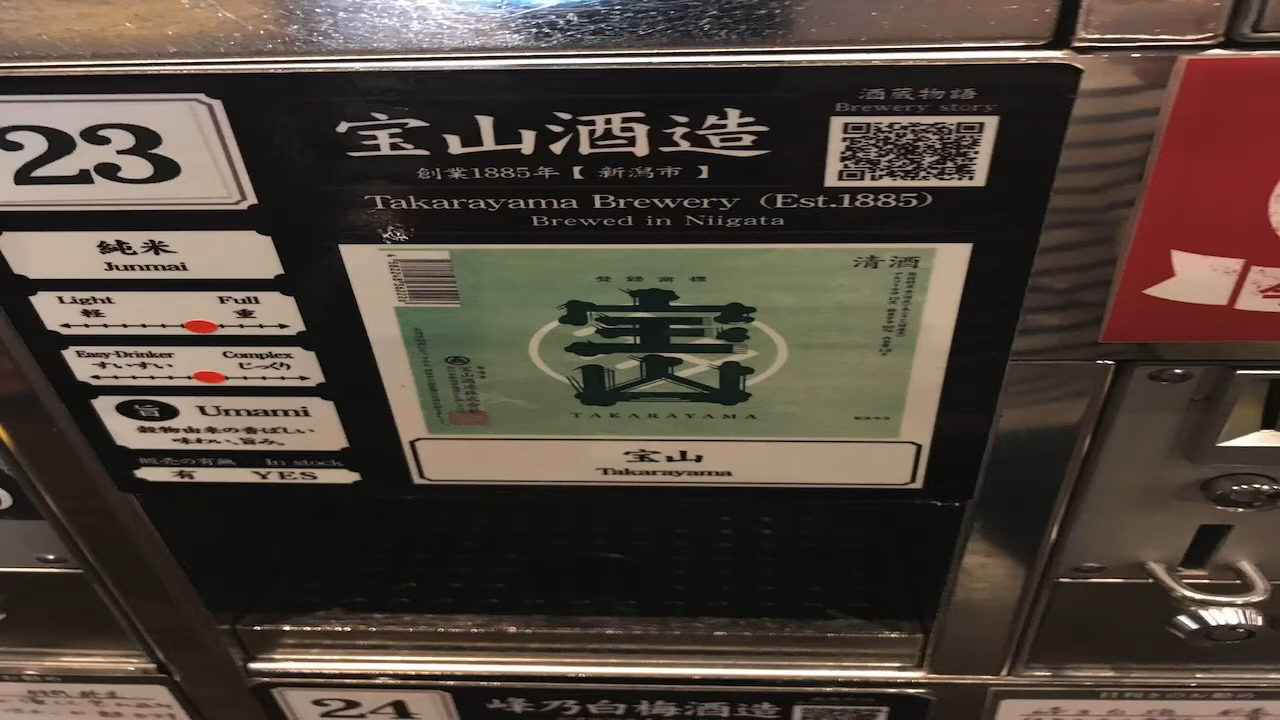 23
純米
Junmai
Light Full
軽 重
Easy-Drinker Complex
すいすい じっくり
旨 Umami
穀物由来の香ばしい
味わい、旨み。
販売の有無 In stock
有 YES
宝山酒造
創業1885年【新潟市】
Takarayama Brewery (Est.1885)
Brewed in Niigata
酒蔵物語
Brewery story
清酒
登録商標
宝山
TAKARAYAMA
宝山
Takarayama
24
峰乃白梅酒造